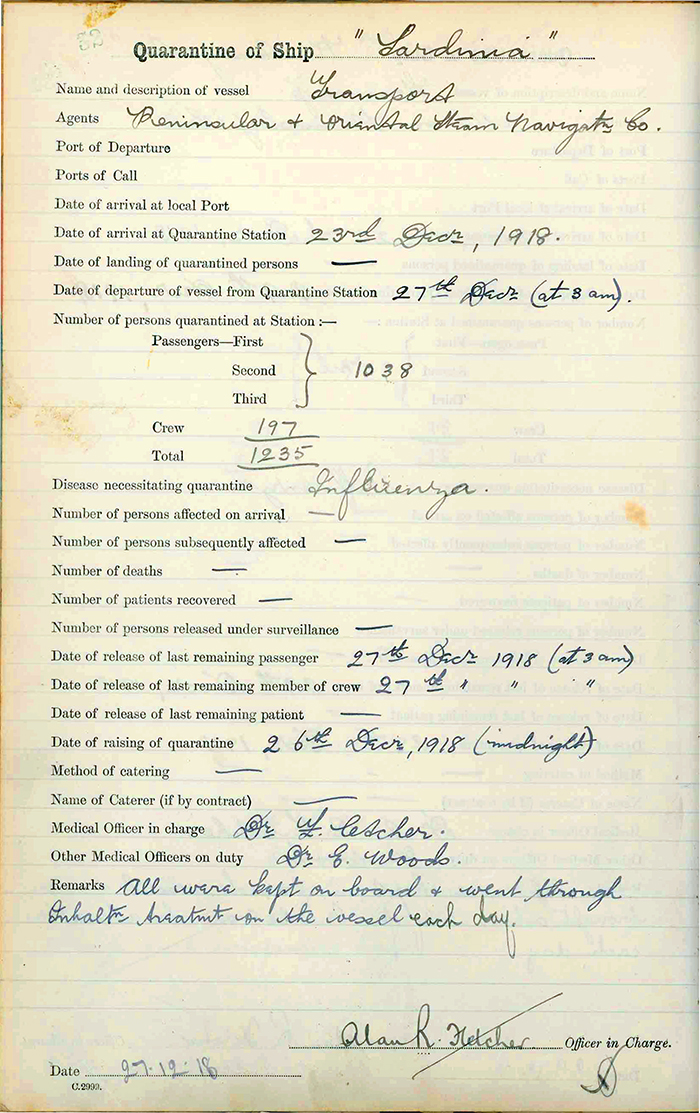 Quarantine of Ship "Sardinia"
Name and description of vessel Transport
Agents Peninsular & Oriental Steam Navigatn Co.
Port of Departure
Ports of Call
Date of arrival at local Port
Date of arrival at Quarantine Station 23rd Decr, 1918.
Date of landing of quarantined persons —
Date of departure of vessel from Quarantine Station 27th Decr (at 3 am).
Number of persons quarantined at Station :—
Passengers—First
Second } 1038
Third
Crew 197
Total 1235
Disease necessitating quarantine Influenza.
Number of persons affected on arrival —
Number of persons subsequently affected —
Number of deaths —
Number of patients recovered —
Number of persons released under surveillance —
Date of release of last remaining passenger 27th Decr 1918 (at 3 am)
Date of release of last remaining member of crew 27th " " "
Date of release of last remaining patient —
Date of raising of quarantine 26th Decr, 1918 (midnight)
Method of catering —
Name of Caterer (if by contract) —
Medical Officer in charge Dr
Other Medical Officers on duty Dr E. Woods.
Remarks All were kept on board & went through
Inhaltn treatmt on the vessel each day.
Alan R. Fletcher Officer in Charge.
Date 27.12.18
C.2999.